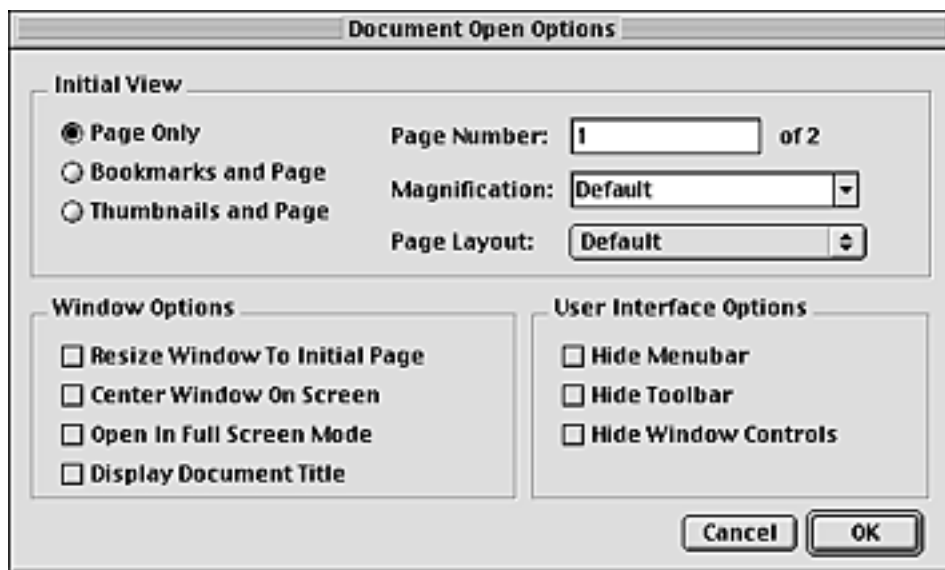 Document Open Options
Initial View
Page Only
Bookmarks and Page
Thumbnails and Page
Page Number: 1 of 2
Magnification: Default
Page Layout: Default
Window Options
Resize Window To Initial Page
Center Window On Screen
Open In Full Screen Mode
Display Document Title
User Interface Options
Hide Menubar
Hide Toolbar
Hide Window Controls
Cancel OK